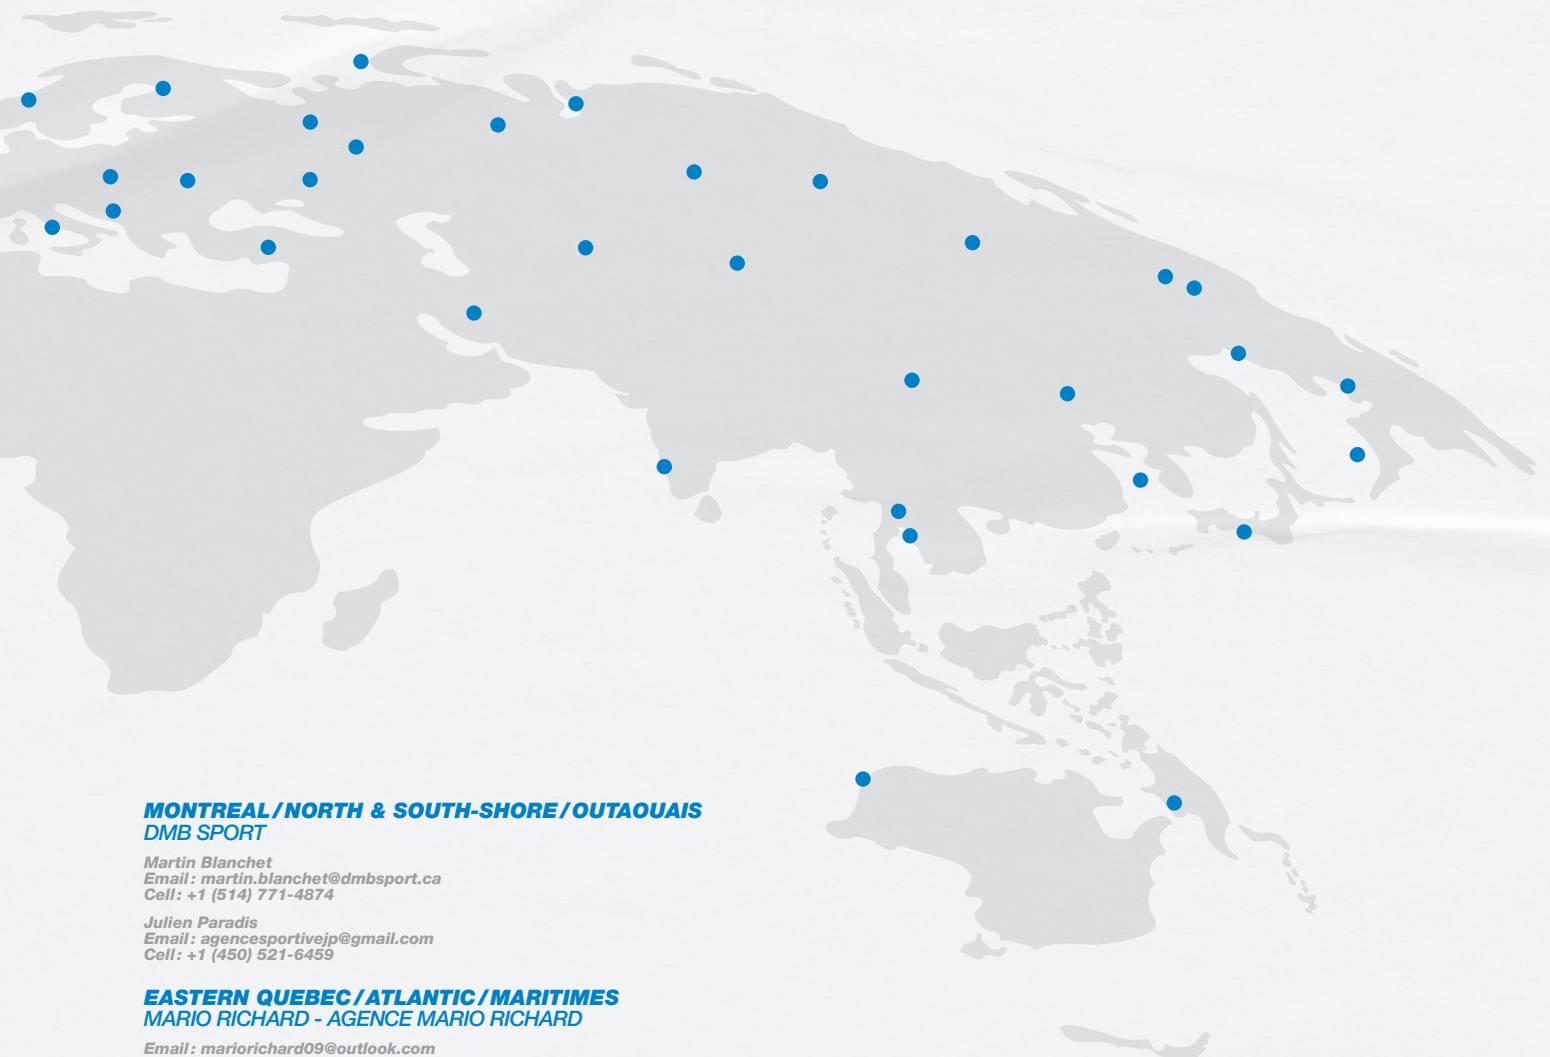 MONTREAL/NORTH & SOUTH-SHORE/OUTAOUAIS
DMB SPORT
Martin Blanchet
Email: martin.blanchet@dmbsport.ca
Cell: +1 (514) 771-4874
Julien Paradis
Email: agencesportivejp@gmail.com
Cell: +1 (450) 521-6459
EASTERN QUEBEC/ATLANTIC/MARITIMES
MARIO RICHARD - AGENCE MARIO RICHARD
Email: mariorichard09@outlook.com